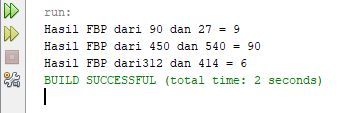 run:
Hasil FBP dari 90 dan 27 = 9
Hasil FBP dari 450 dan 540 = 90
Hasil FBP dari312 dan 414 = 6
BUILD SUCCESSFUL (total time: 2 seconds)